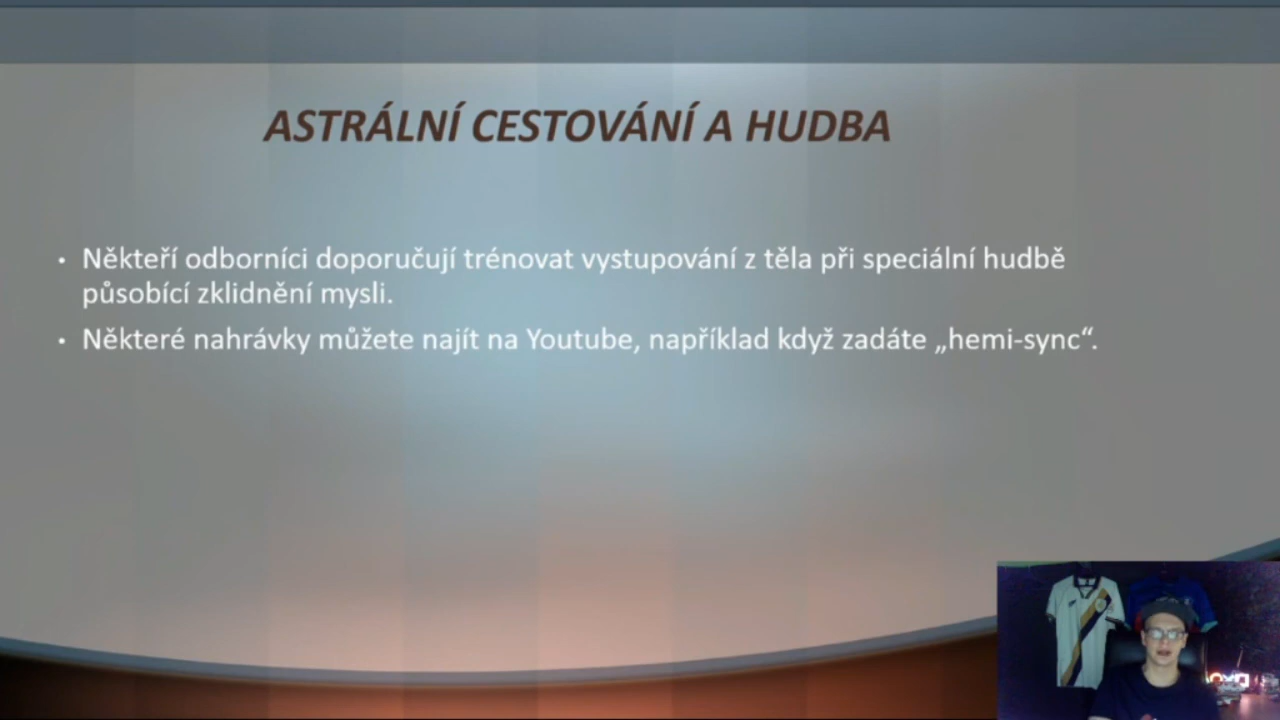 ASTRÁLNÍ CESTOVÁNÍ A HUDBA
• Někteří odborníci doporučují trénovat vystupování z těla při speciální hudbě
působící zklidnění mysli.
• Některé nahrávky můžete najít na Youtube, například když zadáte „hemi-sync“.